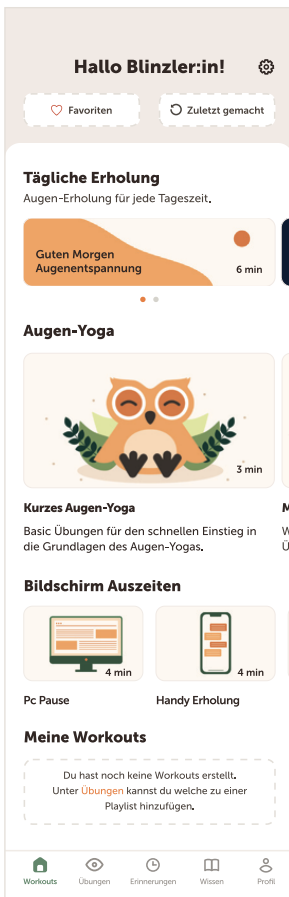 Hallo Blinzler:in!
Favoriten
Zuletzt gemacht
Tägliche Erholung
Augen-Erholung für jede Tageszeit.
Guten Morgen
Augenentspannung
6 min
Augen-Yoga
3 min
Kurzes Augen-Yoga
M
Basic Übungen für den schnellen Einstieg in
W
die Grundlagen des Augen-Yogas.
Ü
Bildschirm Auszeiten
4 min
4 min
Pc Pause
Handy Erholung
Meine Workouts
Du hast noch keine Workouts erstellt.
Unter Übungen kannst du welche zu einer
Playlist hinzufügen.
Workouts
Übungen
Erinnerungen
Wissen
Profil